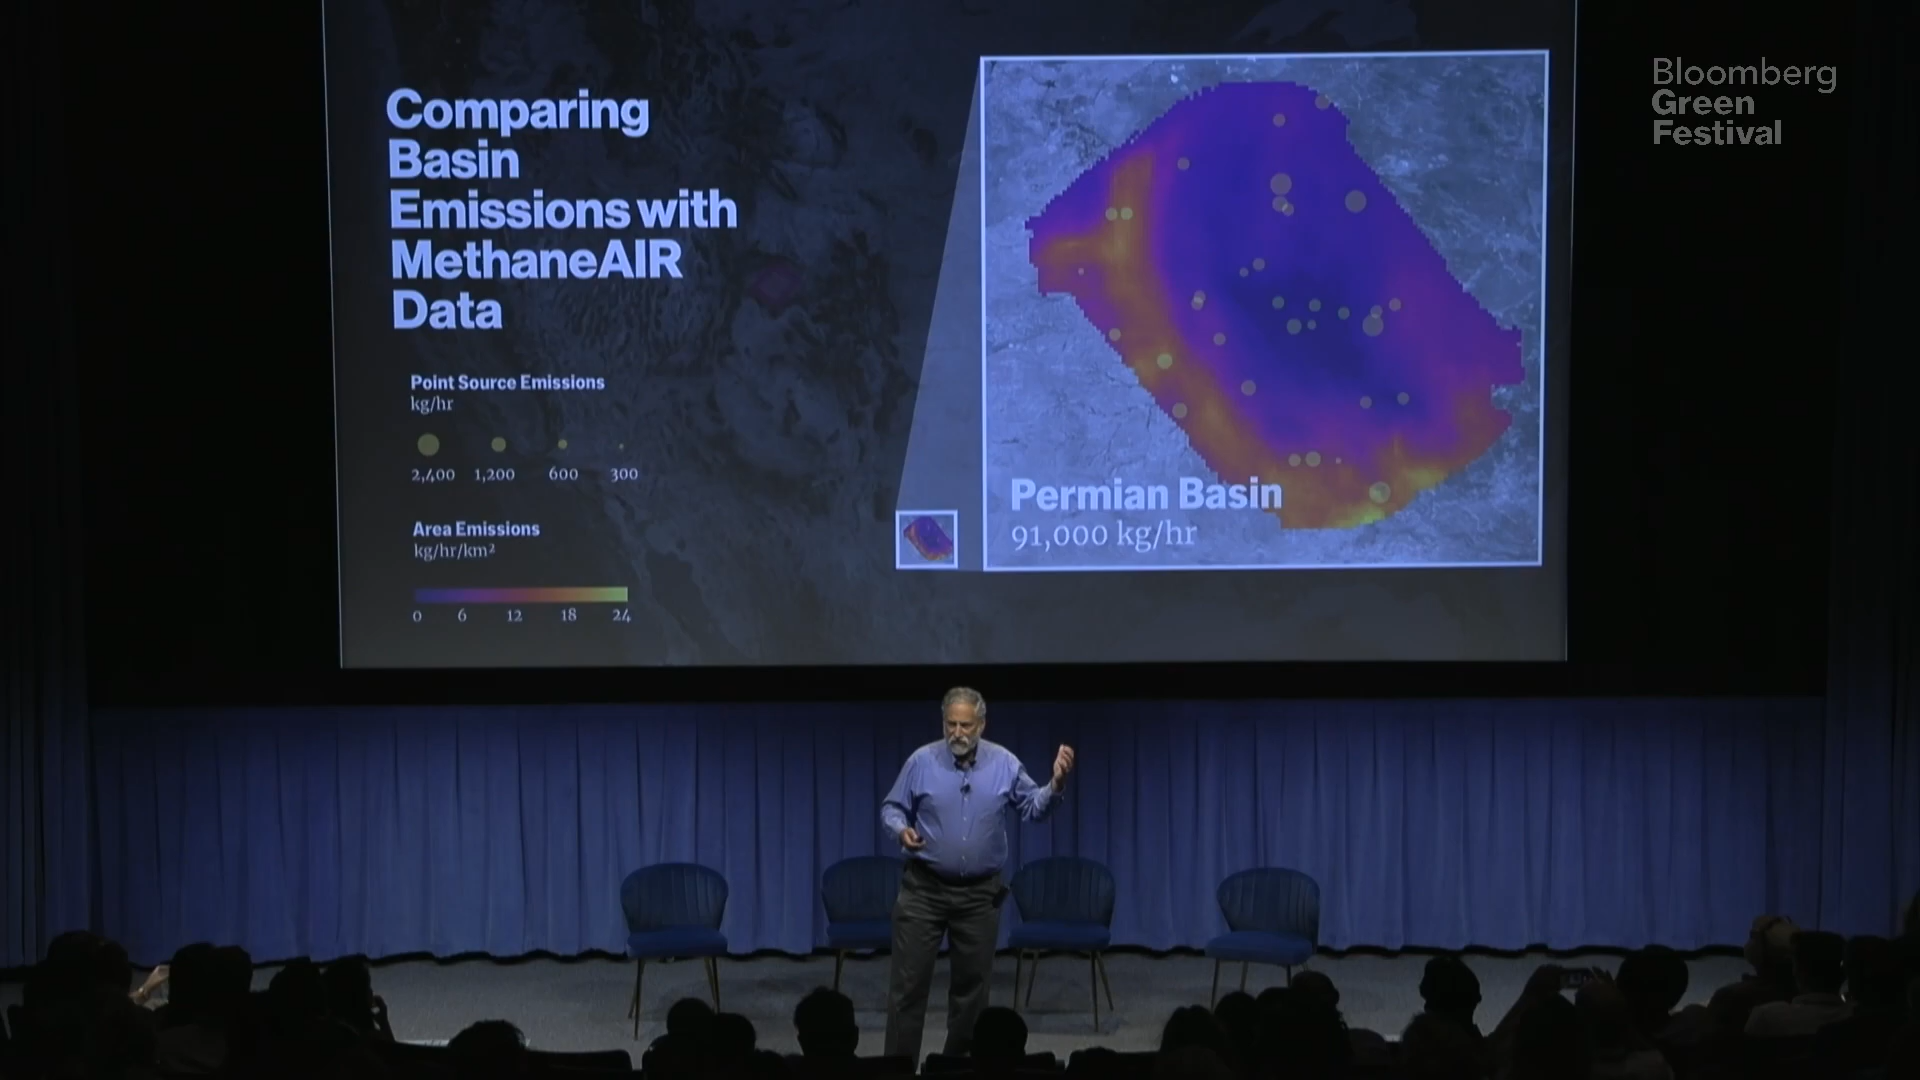 Comparing
Basin
Emissions with
MethaneAIR
Data
Point Source Emissions
kg/hr
2,400 1,200 600 300
Area Emissions
kg/hr/km²
0 6 12 18 24
Permian Basin
91,000 kg/hr
Bloomberg
Green
Festival